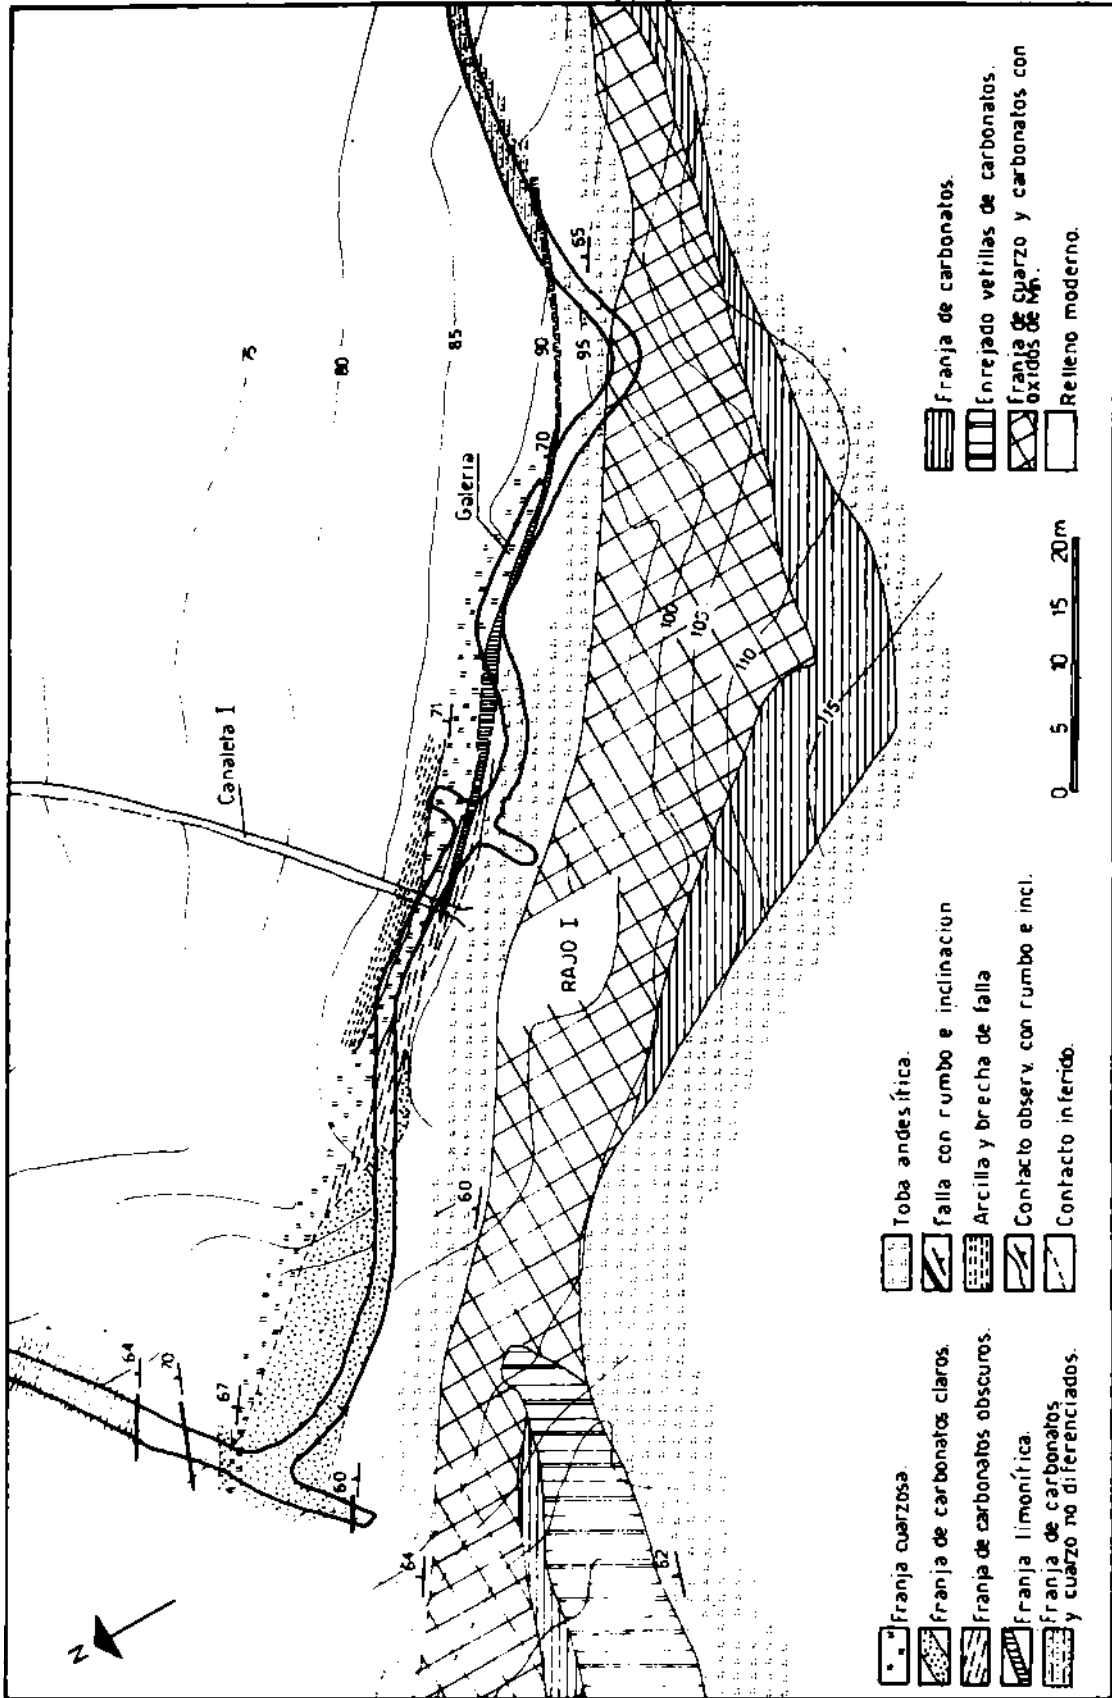 N
64
70
67
60
64
62
60
Canaleta I
71
Galería
70
75
80
85
90
95
65
RAJO I
100
105
110
115
0 5 10 15 20m
Franja cuarzosa
Franja de carbonatos claros.
Franja de carbonatos obscuros.
Franja limonítica.
Franja de carbonatos
y cuarzo no diferenciados.
Toba andesítica.
Falla con rumbo e inclinacion
Arcilla y brecha de falla
Contacto observ. con rumbo e incl.
Contacto inferido.
Franja de carbonatos.
Enrejado vetillas de carbonatos.
Franja de cuarzo y carbonatos con
oxidos de Mn.
Relleno moderno.